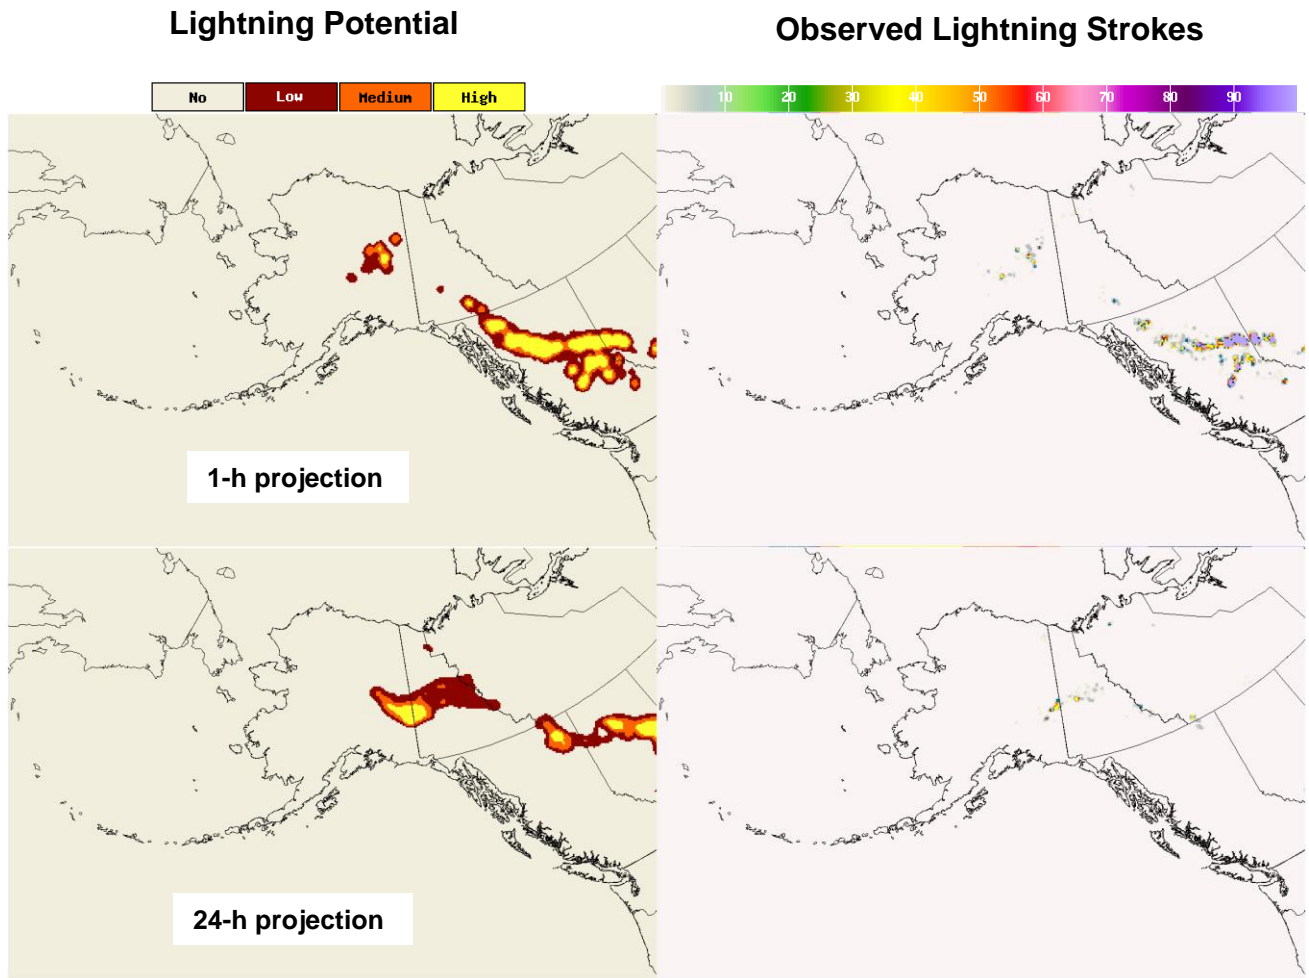 Lightning Potential
Observed Lightning Strokes
No Low Medium High
10 20 30 40 50 60 70 80 90
1-h projection
24-h projection